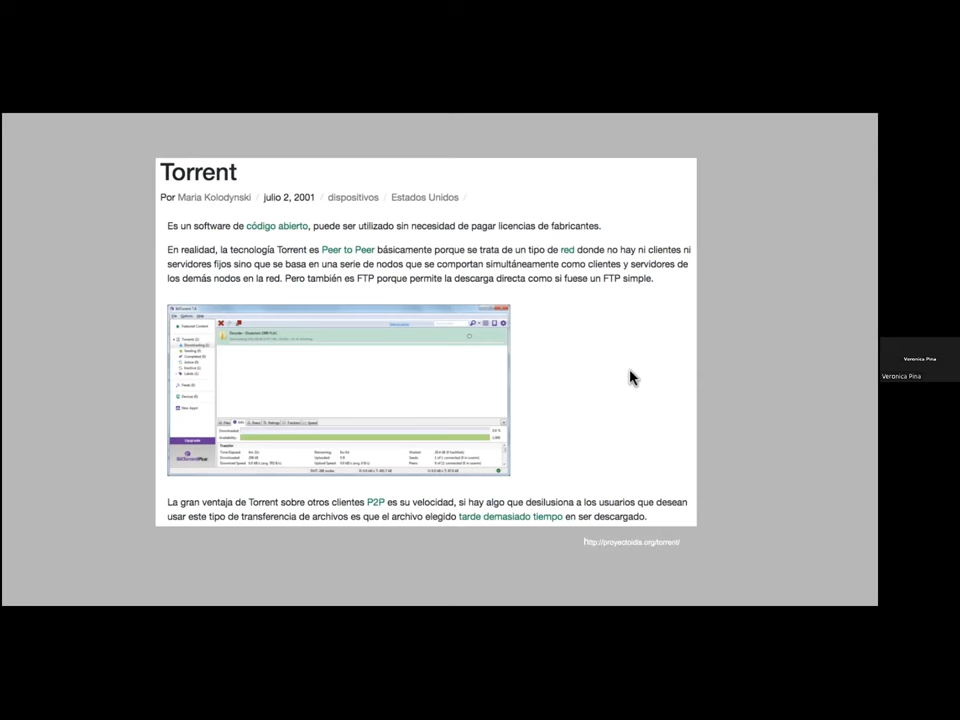 Torrent
Por Maria Kolodynski / julio 2, 2001 / dispositivos / Estados Unidos /
Es un software de código abierto, puede ser utilizado sin necesidad de pagar licencias de fabricantes.
En realidad, la tecnología Torrent es Peer to Peer básicamente porque se trata de un tipo de red donde no hay ni clientes ni
servidores fijos sino que se basa en una serie de nodos que se comportan simultáneamente como clientes y servidores de
los demás nodos en la red. Pero también es FTP porque permite la descarga directa como si fuese un FTP simple.
Featured Content
Upgrade
La gran ventaja de Torrent sobre otros clientes P2P es su velocidad, si hay algo que desilusiona a los usuarios que desean
usar este tipo de transferencia de archivos es que el archivo elegido tarde demasiado tiempo en ser descargado.
http://proyectoidis.org/torrent/
Veronica Pina
Veronica Pina